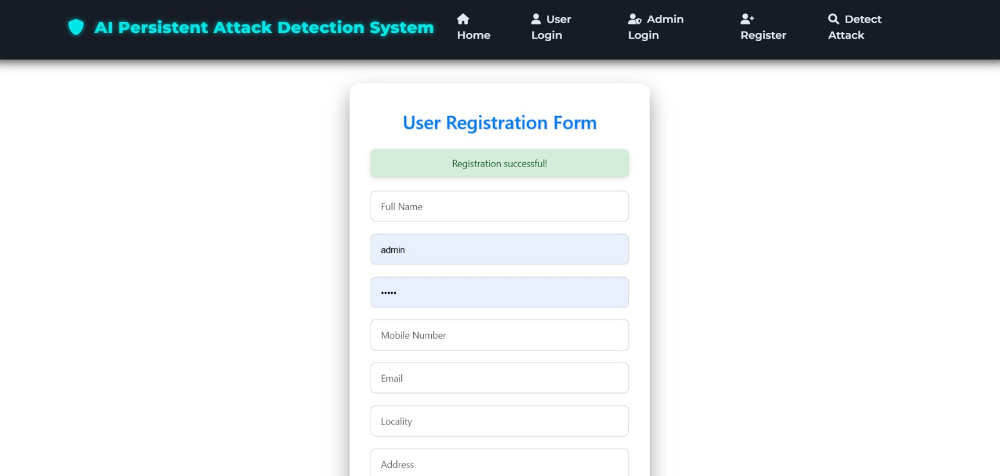 AI Persistent Attack Detection System
Home
User Login
Admin Login
Register
Detect Attack
User Registration Form
Registration successful!
Full Name
admin
•••••
Mobile Number
Email
Locality
Address